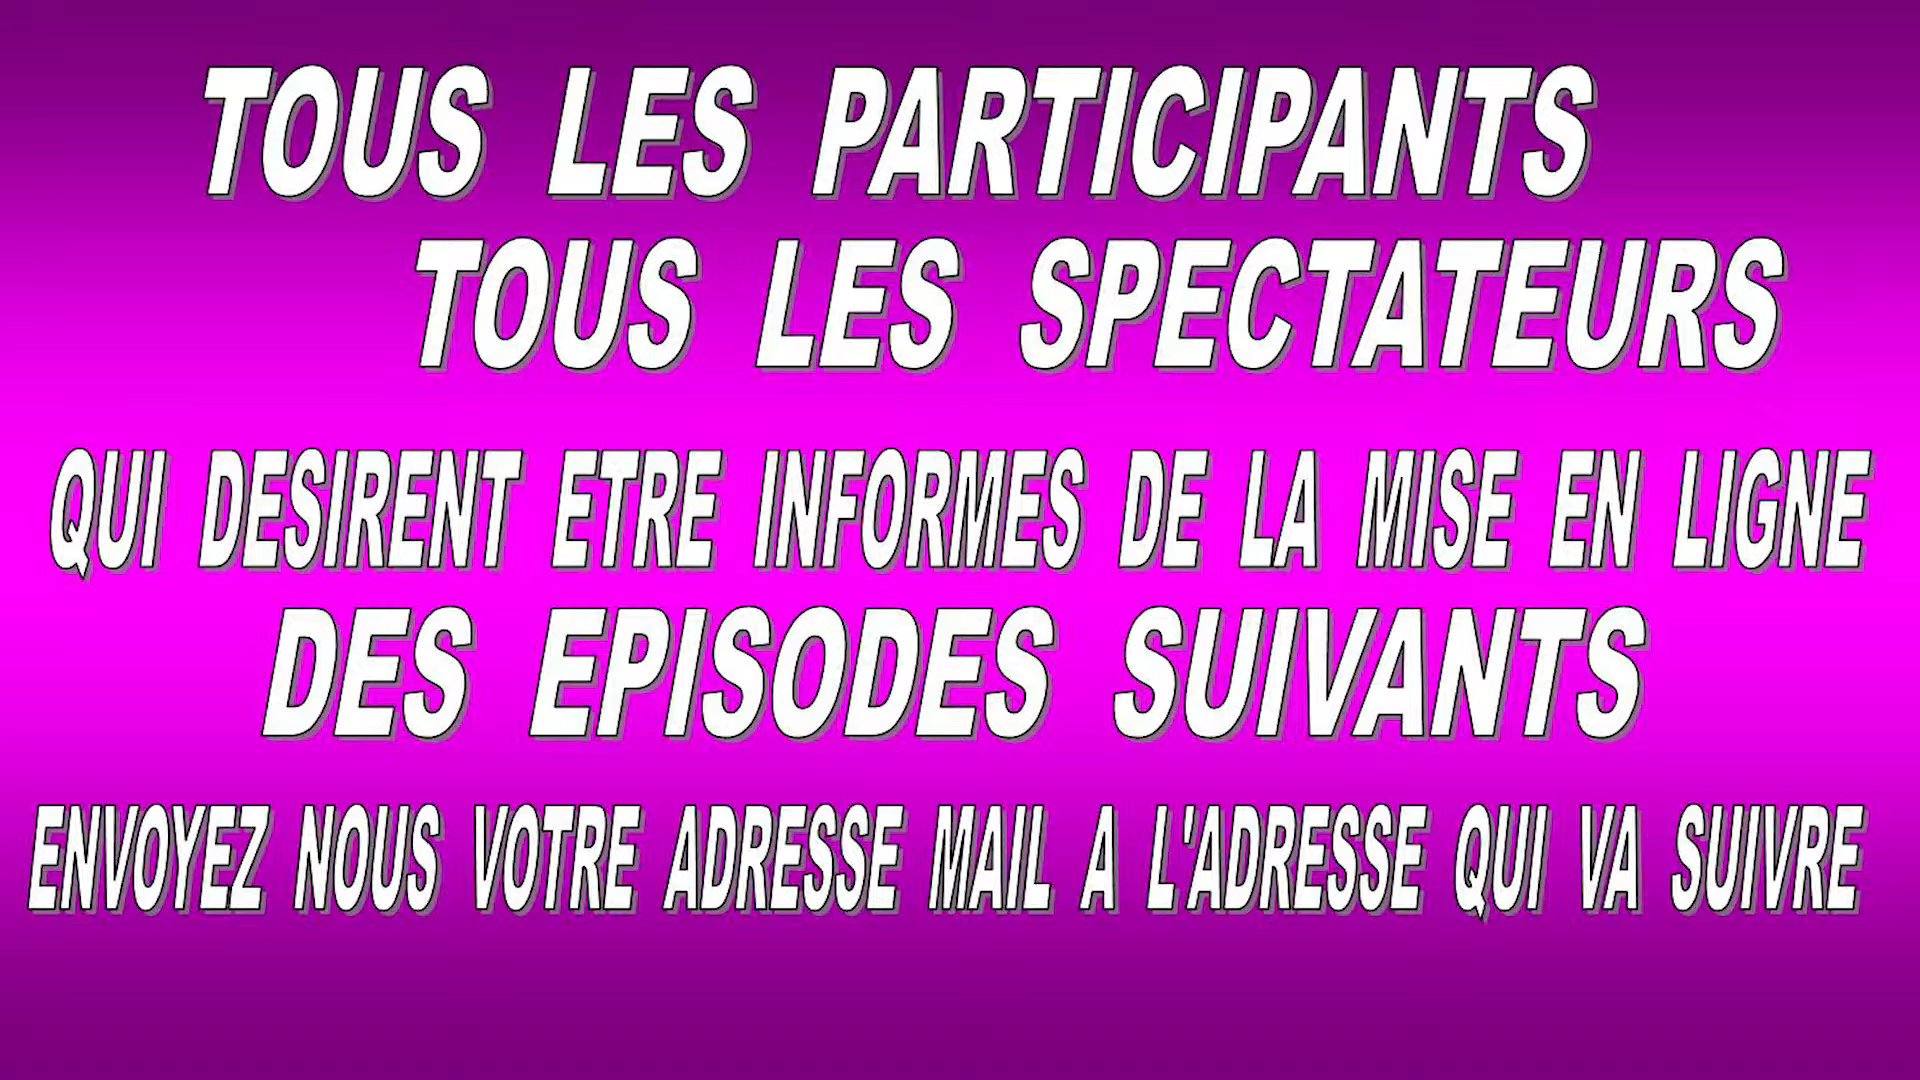 TOUS LES PARTICIPANTS
TOUS LES SPECTATEURS
QUI DESIRENT ETRE INFORMES DE LA MISE EN LIGNE
DES EPISODES SUIVANTS
ENVOYEZ NOUS VOTRE ADRESSE MAIL A L'ADRESSE QUI VA SUIVRE